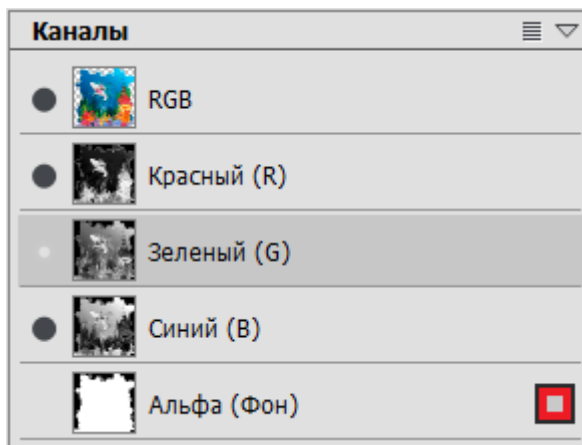 Каналы
RGB
Красный (R)
Зеленый (G)
Синий (B)
Альфа (Фон)